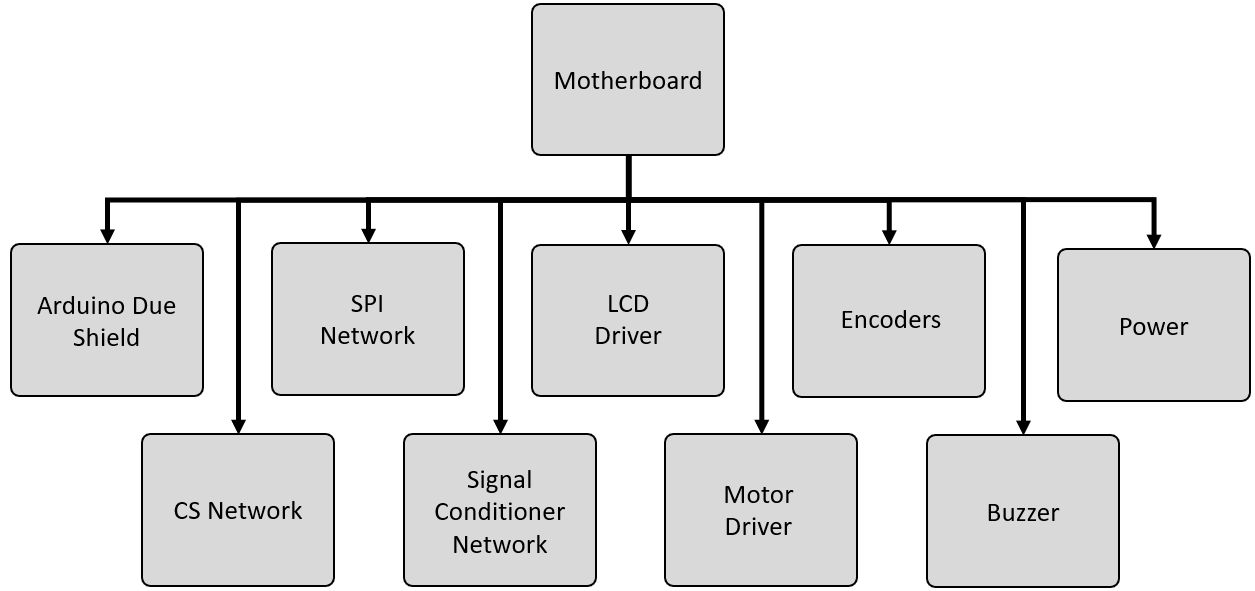 Motherboard
Arduino Due
Shield
SPI
Network
LCD
Driver
Encoders
Power
CS Network
Signal
Conditioner
Network
Motor
Driver
Buzzer